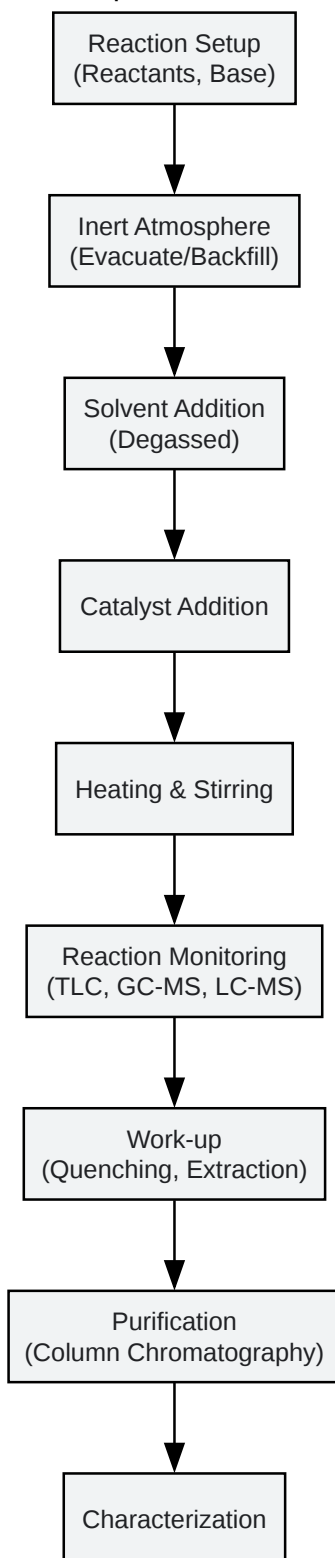 Reaction Setup
(Reactants, Base)
Inert Atmosphere
(Evacuate/Backfill)
Solvent Addition
(Degassed)
Catalyst Addition
Heating & Stirring
Reaction Monitoring
(TLC, GC-MS, LC-MS)
Work-up
(Quenching, Extraction)
Purification
(Column Chromatography)
Characterization